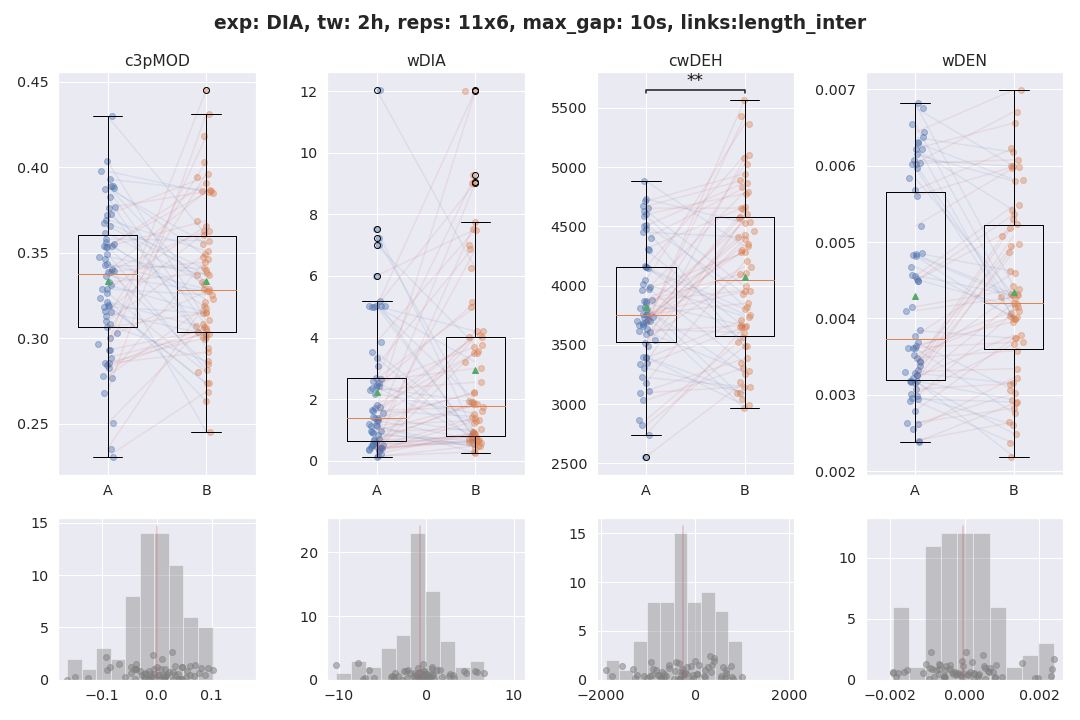 exp: DIA, tw: 2h, reps: 11x6, max_gap: 10s, links:length_inter
c3pMOD wDIA cwDEH wDEN
**
0.45 0.40 0.35 0.30 0.25
12 10 8 6 4 2 0
5500 5000 4500 4000 3500 3000 2500
0.007 0.006 0.005 0.004 0.003 0.002
A B A B A B A B
15 10 5 0
20 10 0
15 10 5 0
10 5 0
−0.1 0.0 0.1
−10 0 10
−2000 0 2000
−0.002 0.000 0.002